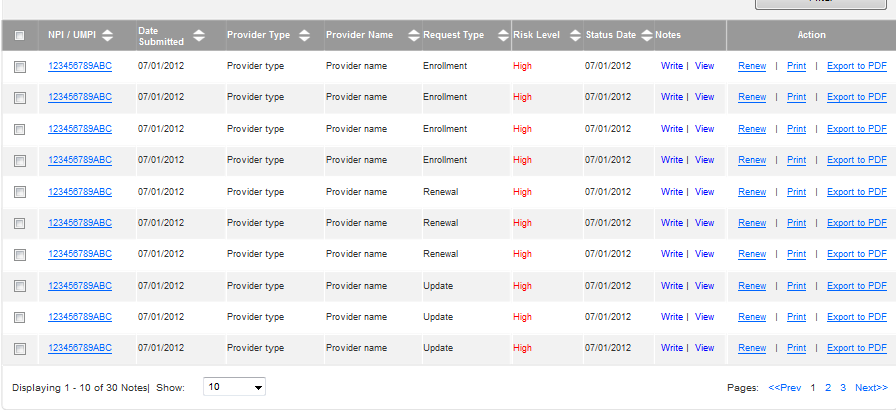 NPI / UMPI Date Submitted Provider Type Provider Name Request Type Risk Level Status Date Notes Action
123456789ABC 07/01/2012 Provider type Provider name Enrollment High 07/01/2012 Write | View Renew | Print | Export to PDF
123456789ABC 07/01/2012 Provider type Provider name Enrollment High 07/01/2012 Write | View Renew | Print | Export to PDF
123456789ABC 07/01/2012 Provider type Provider name Enrollment High 07/01/2012 Write | View Renew | Print | Export to PDF
123456789ABC 07/01/2012 Provider type Provider name Enrollment High 07/01/2012 Write | View Renew | Print | Export to PDF
123456789ABC 07/01/2012 Provider type Provider name Renewal High 07/01/2012 Write | View Renew | Print | Export to PDF
123456789ABC 07/01/2012 Provider type Provider name Renewal High 07/01/2012 Write | View Renew | Print | Export to PDF
123456789ABC 07/01/2012 Provider type Provider name Renewal High 07/01/2012 Write | View Renew | Print | Export to PDF
123456789ABC 07/01/2012 Provider type Provider name Update High 07/01/2012 Write | View Renew | Print | Export to PDF
123456789ABC 07/01/2012 Provider type Provider name Update High 07/01/2012 Write | View Renew | Print | Export to PDF
123456789ABC 07/01/2012 Provider type Provider name Update High 07/01/2012 Write | View Renew | Print | Export to PDF
Displaying 1 - 10 of 30 Notes| Show: 10 Pages: <<Prev 1 2 3 Next>>